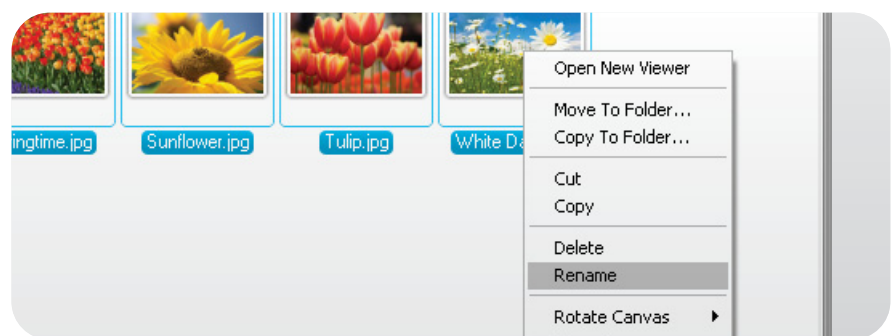 ingtime.jpg
Sunflower.jpg
Tulip.jpg
White Da
Open New Viewer
Move To Folder...
Copy To Folder...
Cut
Copy
Delete
Rename
Rotate Canvas